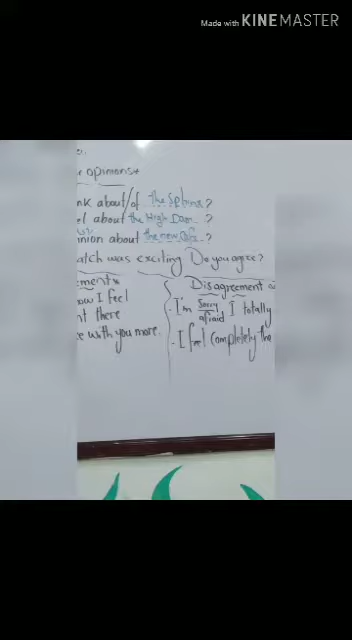 Made with KINEMASTER
opinions
nk about/of the Sphinx?
el about the High Dam ?
inion about the new ?
atch was exciting Do you agree?
ement Disagreement
ow I feel
I'm sorry afraid I totally
nt there
e with you more.
I feel completely the